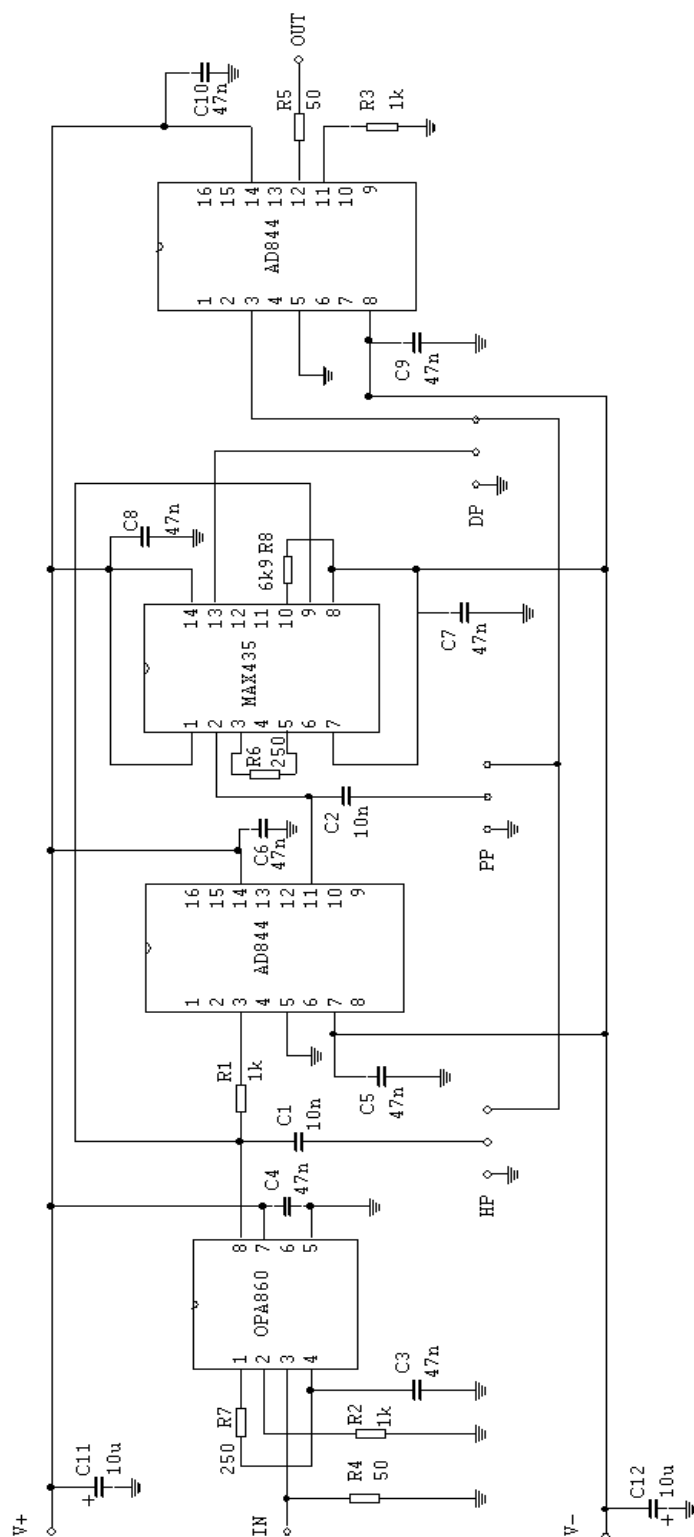 V+
C11
10u
IN
R4
50
R7
250
R2
1k
C3
47n
1
2
3
4
OPA860
8
7
6
5
C4
47n
HP
C1
10n
R1
1k
C5
47n
1
2
3
4
5
6
7
8
AD844
16
15
14
13
12
11
10
9
C6
47n
C2
10n
PP
R6
250
1
2
3
4
5
6
7
MAX435
14
13
12
11
10
9
8
C8
47n
6k9 R8
C7
47n
DP
C9
47n
1
2
3
4
5
6
7
8
AD844
16
15
14
13
12
11
10
9
C10
47n
R5
50
OUT
R3
1k
V-
C12
10u
+
+